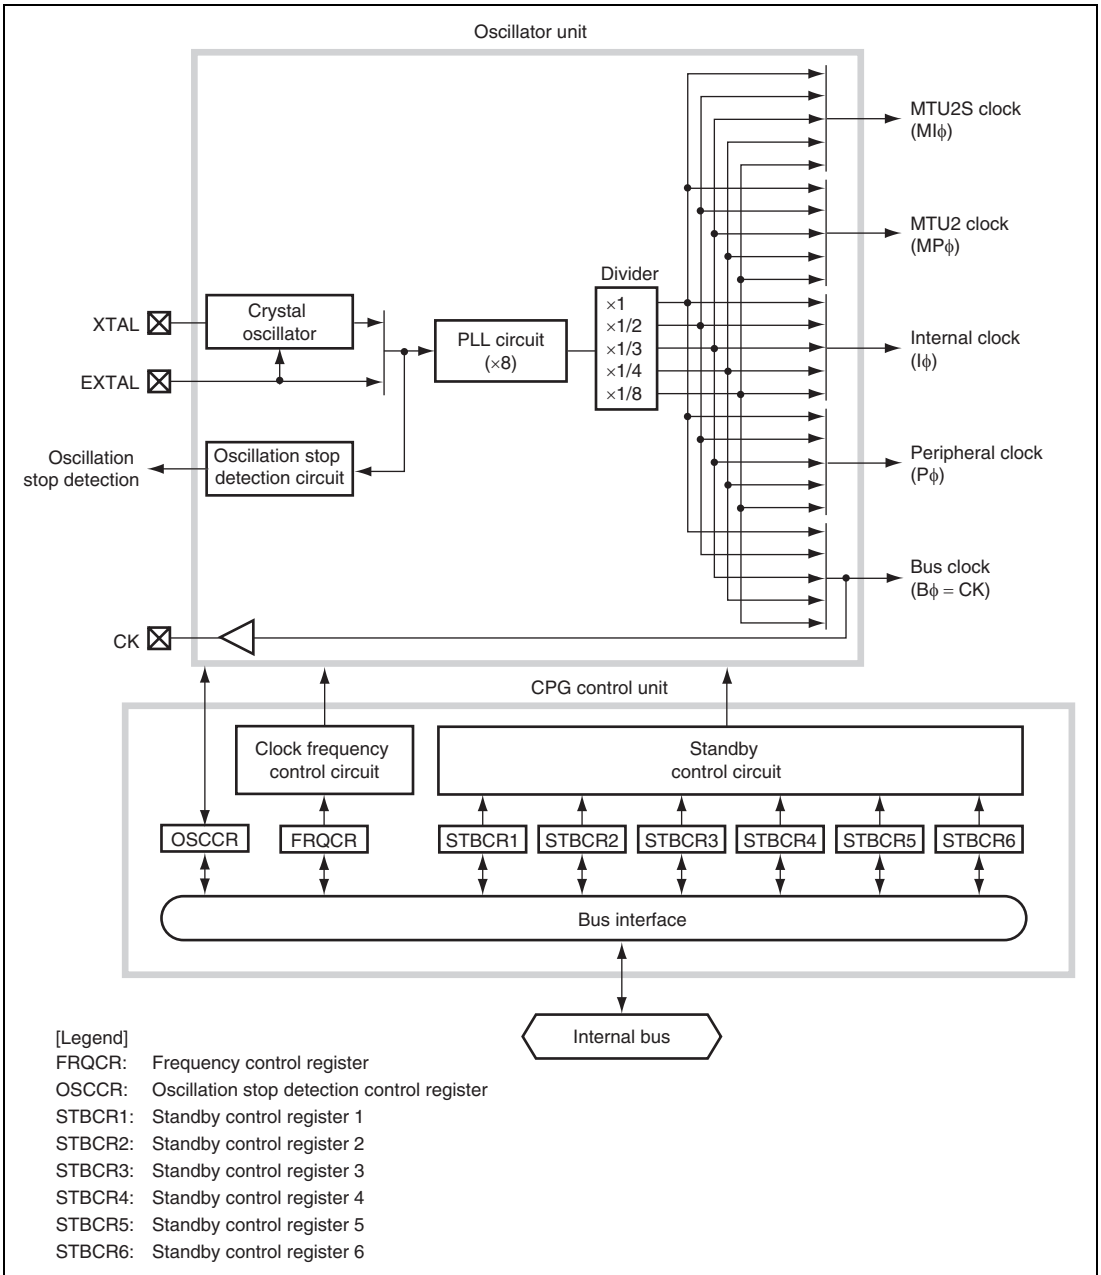 Oscillator unit
MTU2S clock
(MIϕ)
MTU2 clock
(MPϕ)
Divider
×1
×1/2
×1/3
×1/4
×1/8
XTAL
Crystal
oscillator
PLL circuit
(×8)
Internal clock
(Iϕ)
EXTAL
Oscillation
stop detection
Oscillation stop
detection circuit
Peripheral clock
(Pϕ)
Bus clock
(Bϕ = CK)
CK
CPG control unit
Clock frequency
control circuit
Standby
control circuit
OSCCR
FRQCR
STBCR1
STBCR2
STBCR3
STBCR4
STBCR5
STBCR6
Bus interface
Internal bus
[Legend]
FRQCR: Frequency control register
OSCCR: Oscillation stop detection control register
STBCR1: Standby control register 1
STBCR2: Standby control register 2
STBCR3: Standby control register 3
STBCR4: Standby control register 4
STBCR5: Standby control register 5
STBCR6: Standby control register 6